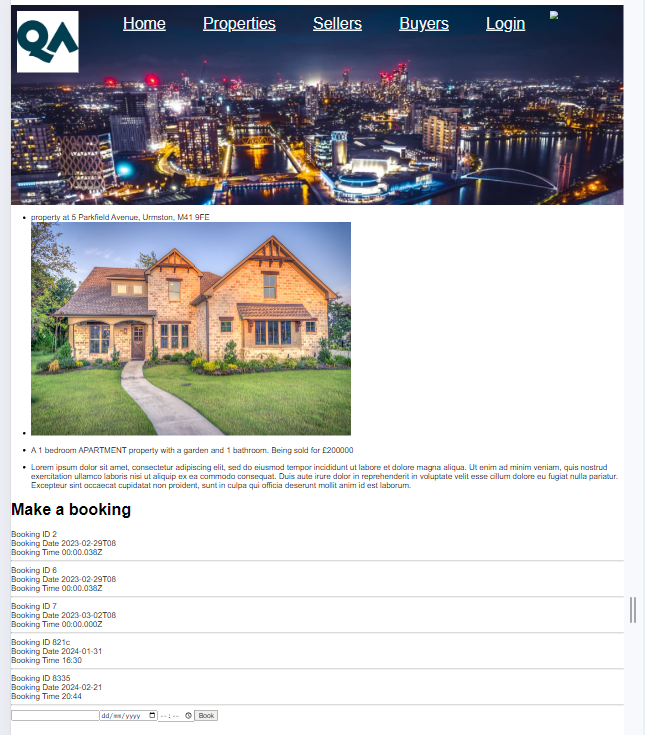 QA Home Properties Sellers Buyers Login
property at 5 Parkfield Avenue, Urmston, M41 9FE
A 1 bedroom APARTMENT property with a garden and 1 bathroom. Being sold for £200000
Lorem ipsum dolor sit amet, consectetur adipiscing elit, sed do eiusmod tempor incididunt ut labore et dolore magna aliqua. Ut enim ad minim veniam, quis nostrud
exercitation ullamco laboris nisi ut aliquip ex ea commodo consequat. Duis aute irure dolor in reprehenderit in voluptate velit esse cillum dolore eu fugiat nulla pariatur.
Excepteur sint occaecat cupidatat non proident, sunt in culpa qui officia deserunt mollit anim id est laborum.
Make a booking
Booking ID 2
Booking Date 2023-02-29T08
Booking Time 00:00.038Z
Booking ID 6
Booking Date 2023-02-29T08
Booking Time 00:00.038Z
Booking ID 7
Booking Date 2023-03-02T08
Booking Time 00:00.000Z
Booking ID 821c
Booking Date 2024-01-31
Booking Time 16:30
Booking ID 8335
Booking Date 2024-02-21
Booking Time 20:44
dd/mm/yyyy --:-- Book